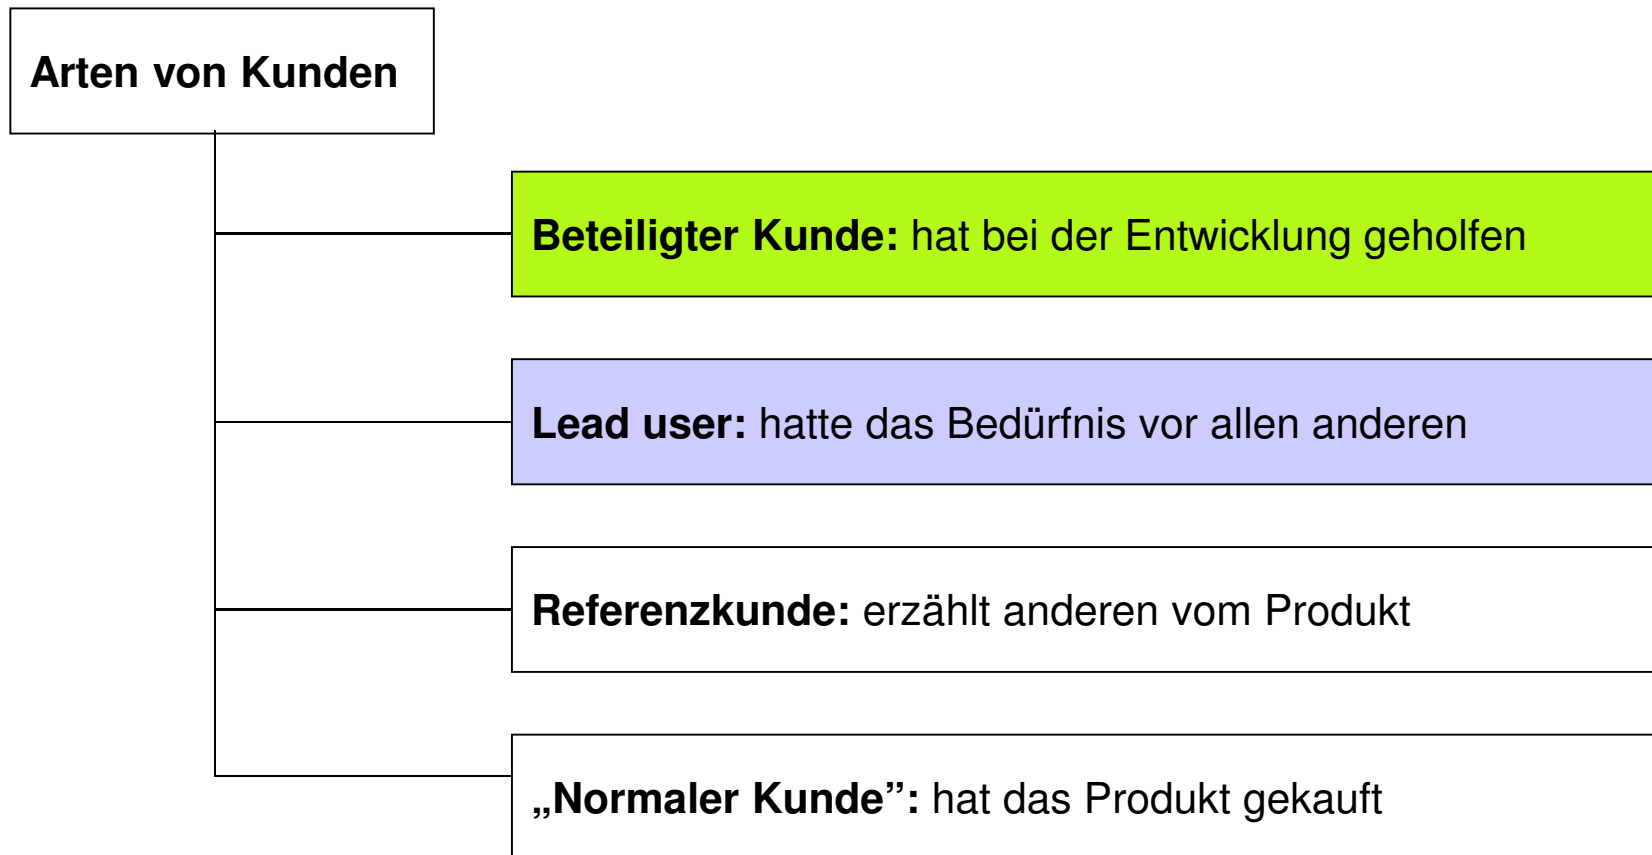 Arten von Kunden
Beteiligter Kunde: hat bei der Entwicklung geholfen
Lead user: hatte das Bedürfnis vor allen anderen
Referenzkunde: erzählt anderen vom Produkt
„Normaler Kunde”: hat das Produkt gekauft